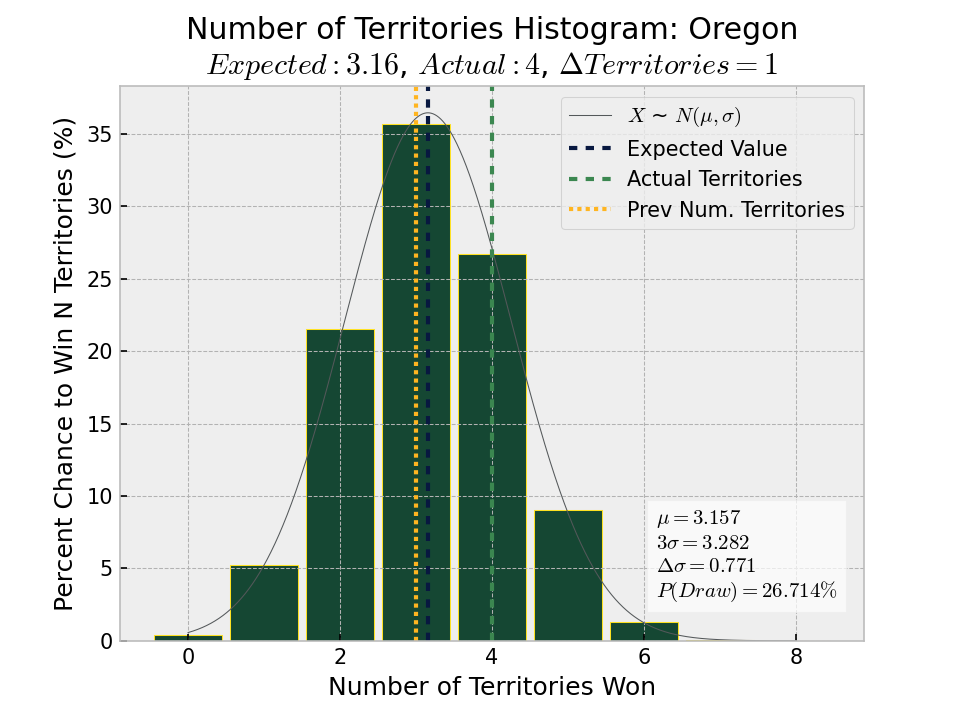 Number of Territories Histogram: Oregon
Expected : 3.16, Actual : 4, ΔTerritories = 1
Percent Chance to Win N Territories (%)
35
30
25
20
15
10
5
0
X ~ N(μ, σ)
Expected Value
Actual Territories
Prev Num. Territories
μ = 3.157
3σ = 3.282
Δσ = 0.771
P(Draw) = 26.714%
0 2 4 6 8
Number of Territories Won